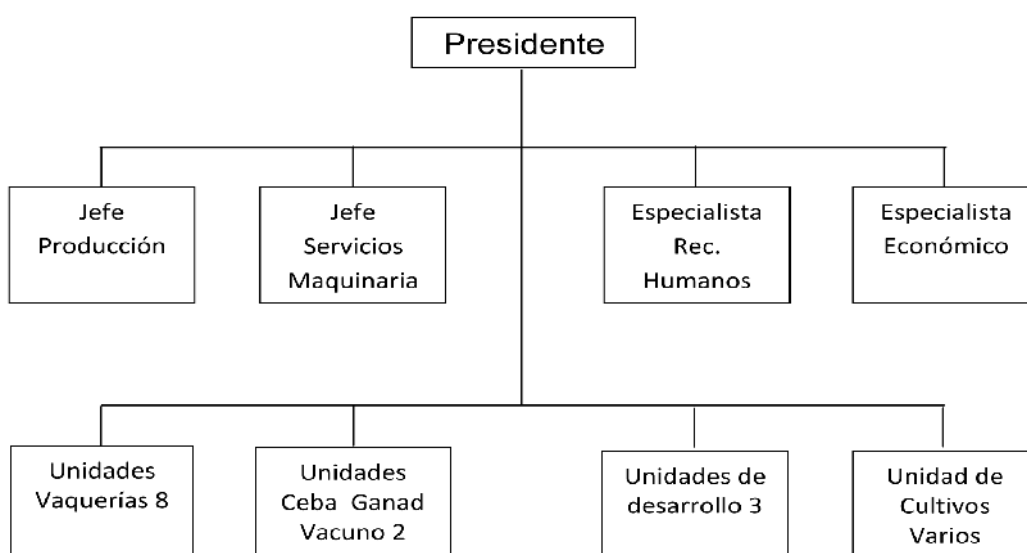 Presidente
Jefe
Producción
Jefe
Servicios
Maquinaria
Especialista
Rec.
Humanos
Especialista
Económico
Unidades
Vaquerías 8
Unidades
Ceba Ganad
Vacuno 2
Unidades de
desarrollo 3
Unidad de
Cultivos
Varios